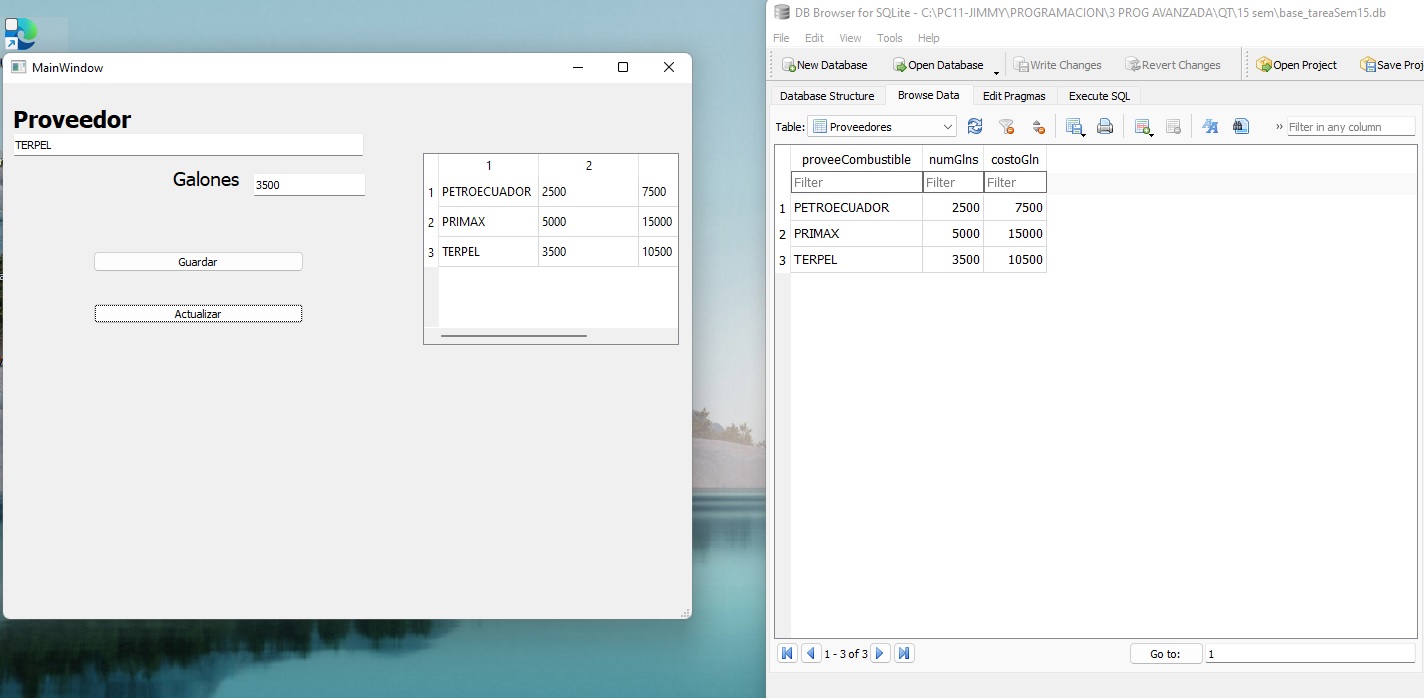 MainWindow
Proveedor
TERPEL
Galones 3500
Guardar
Actualizar
1 2
1 PETROECUADOR 2500 7500
2 PRIMAX 5000 15000
3 TERPEL 3500 10500
DB Browser for SQLite - C:\PC11-JIMMY\PROGRAMACION\3 PROG AVANZADA\QT\15 sem\base_tareaSem15.db
File Edit View Tools Help
New Database Open Database Write Changes Revert Changes Open Project Save Proj
Database Structure Browse Data Edit Pragmas Execute SQL
Table: Proveedores » Filter in any column
proveeCombustible numGlns costoGln
Filter Filter Filter
1 PETROECUADOR 2500 7500
2 PRIMAX 5000 15000
3 TERPEL 3500 10500
1 - 3 of 3 Go to: 1